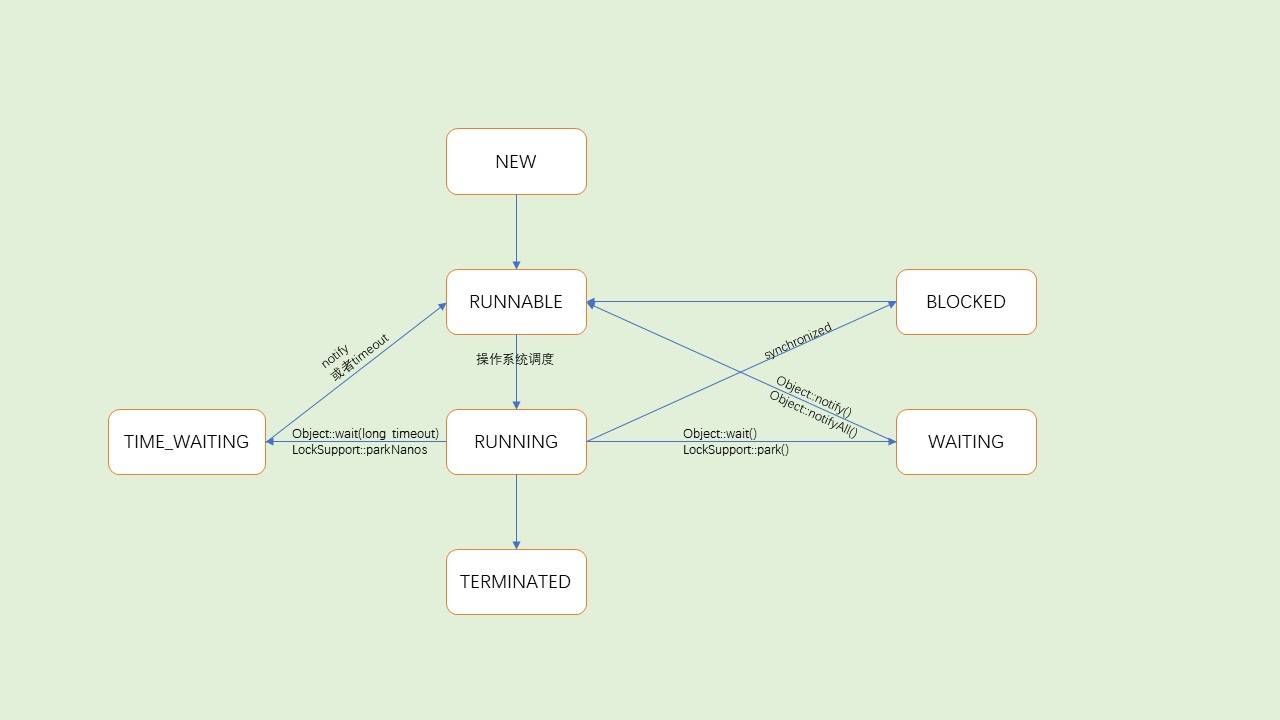 NEW
RUNNABLE
BLOCKED
notify
或者timeout
操作系统调度
synchronized
Object::notify()
Object::notifyAll()
TIME_WAITING
Object::wait(long timeout)
LockSupport::parkNanos
RUNNING
Object::wait()
LockSupport::park()
WAITING
TERMINATED